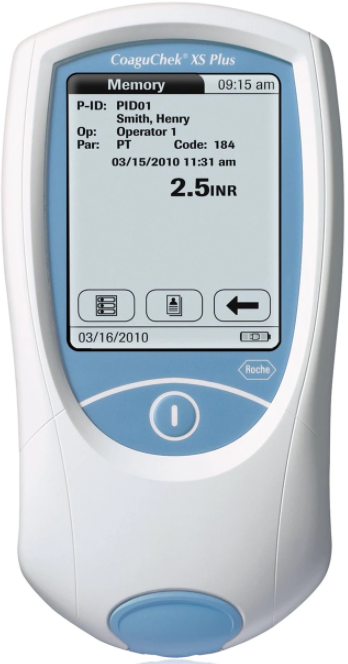 CoaguChek® XS Plus
Memory 09:15 am
P-ID: PID01
Smith, Henry
Op: Operator 1
Par: PT Code: 184
03/15/2010 11:31 am
2.5INR
03/16/2010
Roche